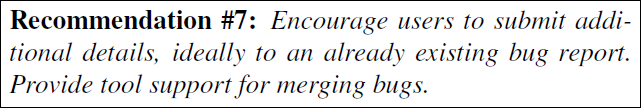 Recommendation #7: Encourage users to submit addi-
tional details, ideally to an already existing bug report.
Provide tool support for merging bugs.